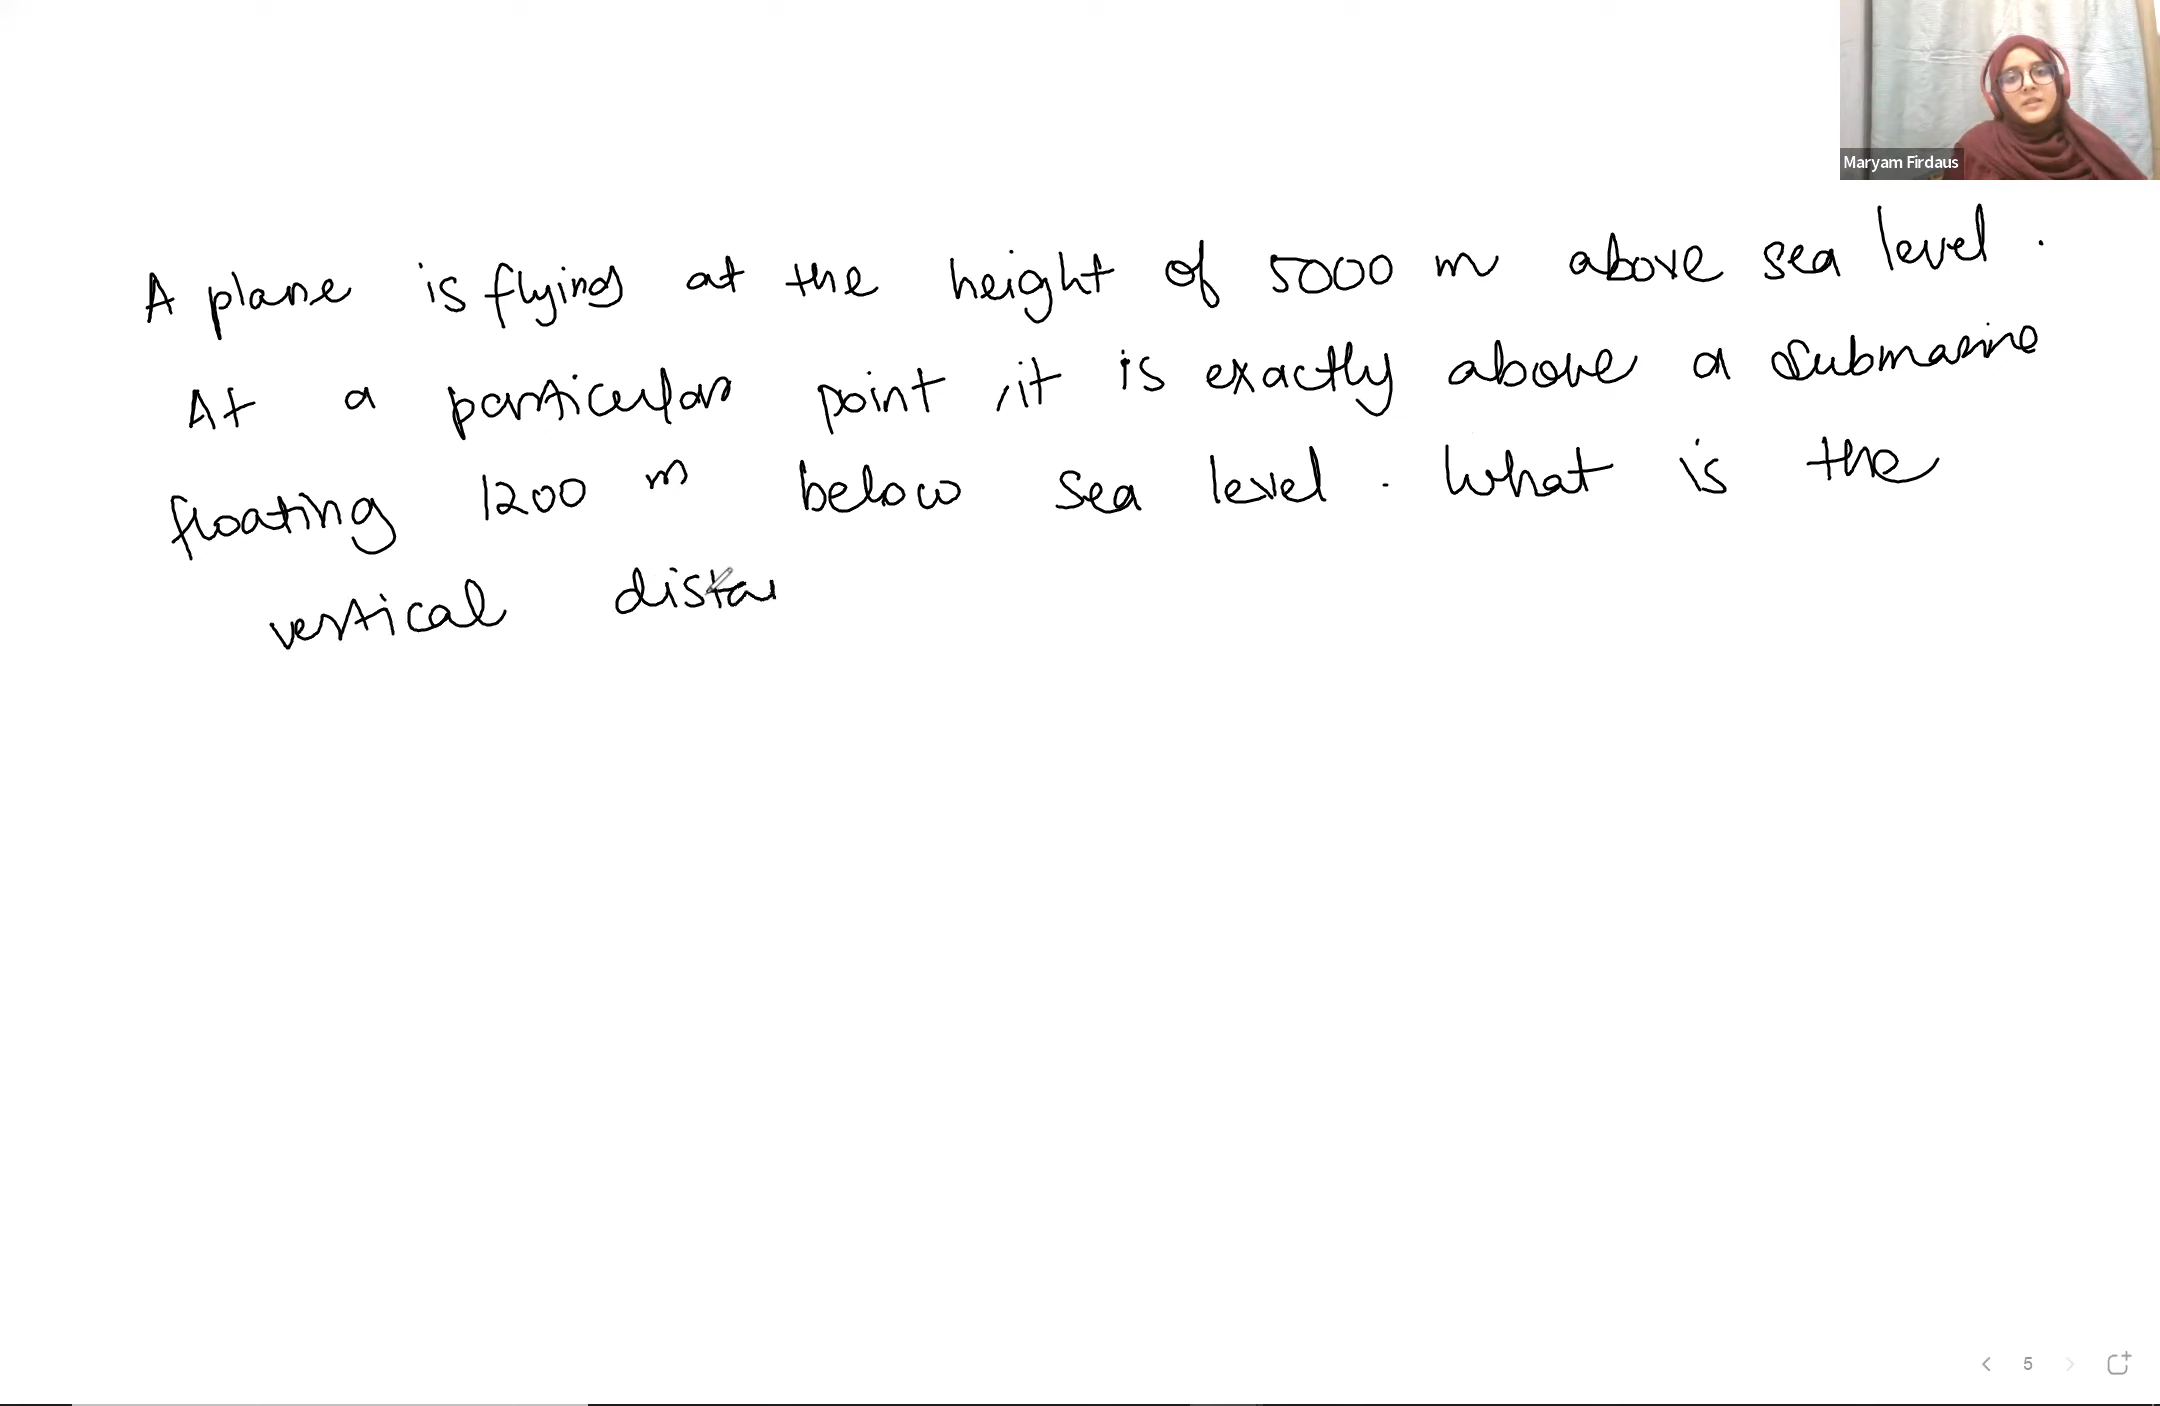 Maryam Firdaus
A plane is flying at the height of 5000 m above sea level.
At a particular point, it is exactly above a submarine
floating 1200 m below sea level. What is the
vertical distan
5